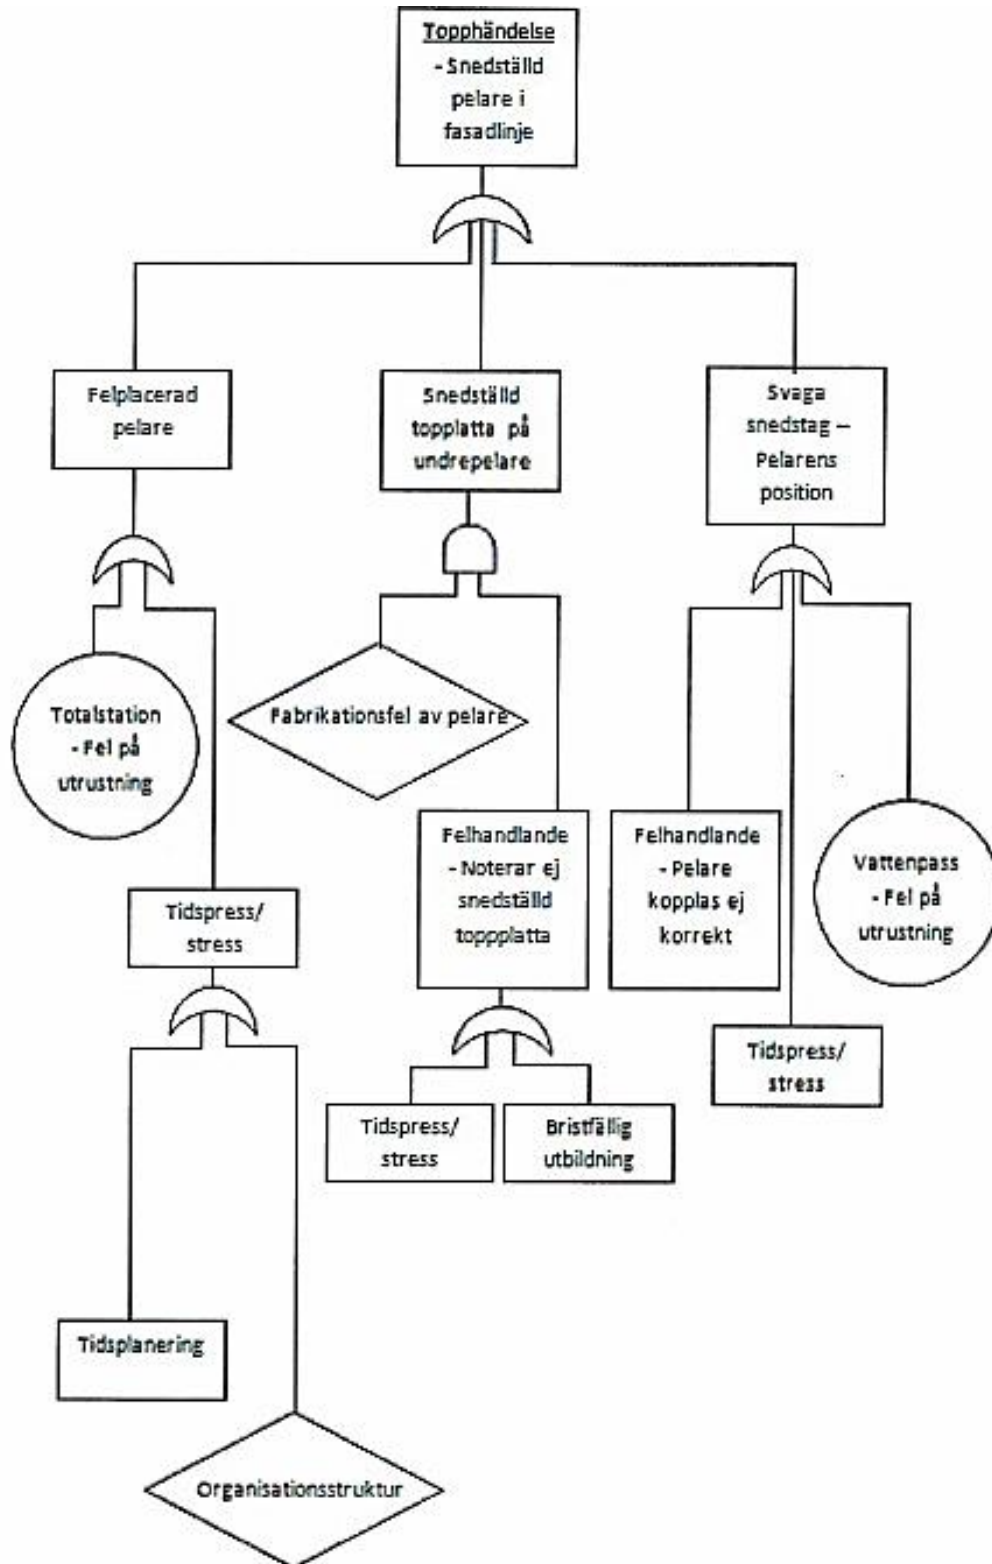 Topphändelse
- Snedställd
pelare i
fasadlinje
Felplacerad
pelare
Snedställd
topplatta på
undrepelare
Svaga
snedstag –
Pelarens
position
Totalstation
- Fel på
utrustning
Fabrikationsfel av pelare
Felhandlande
- Noterar ej
snedställd
toppplatta
Felhandlande
- Pelare
kopplas ej
korrekt
Vattenpass
- Fel på
utrustning
Tidspress/
stress
Tidspress/
stress
Tidspress/
stress
Bristfällig
utbildning
Tidsplanering
Organisationsstruktur